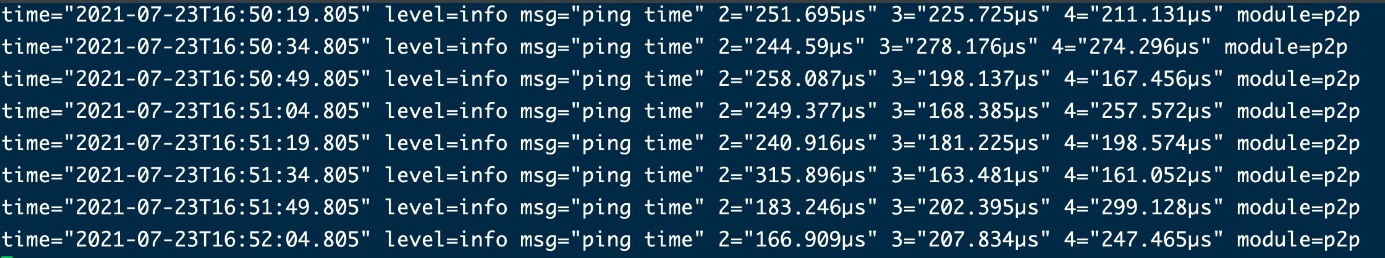 time="2021-07-23T16:50:19.805" level=info msg="ping time" 2="251.695µs" 3="225.725µs" 4="211.131µs" module=p2p
time="2021-07-23T16:50:34.805" level=info msg="ping time" 2="244.59µs" 3="278.176µs" 4="274.296µs" module=p2p
time="2021-07-23T16:50:49.805" level=info msg="ping time" 2="258.087µs" 3="198.137µs" 4="167.456µs" module=p2p
time="2021-07-23T16:51:04.805" level=info msg="ping time" 2="249.377µs" 3="168.385µs" 4="257.572µs" module=p2p
time="2021-07-23T16:51:19.805" level=info msg="ping time" 2="240.916µs" 3="181.225µs" 4="198.574µs" module=p2p
time="2021-07-23T16:51:34.805" level=info msg="ping time" 2="315.896µs" 3="163.481µs" 4="161.052µs" module=p2p
time="2021-07-23T16:51:49.805" level=info msg="ping time" 2="183.246µs" 3="202.395µs" 4="299.128µs" module=p2p
time="2021-07-23T16:52:04.805" level=info msg="ping time" 2="166.909µs" 3="207.834µs" 4="247.465µs" module=p2p